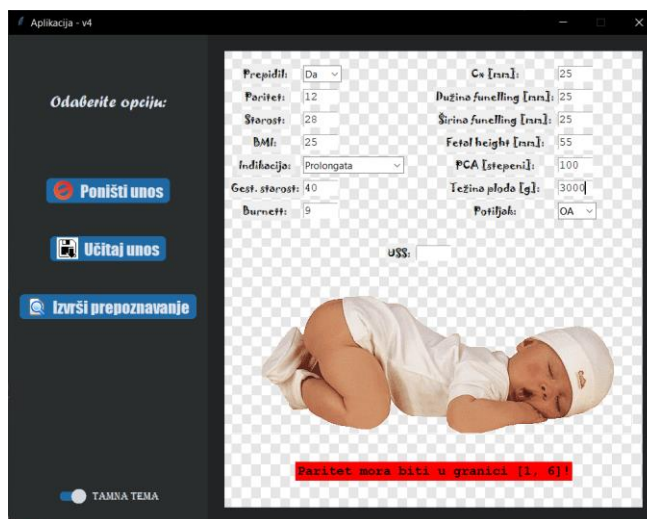 Aplikacija - v4
Odaberite opciju:
Poništi unos
Učitaj unos
Izvrši prepoznavanje
TAMNA TEMA
Prepidil: Da
Paritet: 12
Starost: 28
BMI: 25
Indikacija: Prolongata
Gest. starost: 40
Burnett: 9
Cx [mm]: 25
Dužina funelling [mm]: 25
Širina funelling [mm]: 25
Fetal height [mm]: 55
PCA [stepeni]: 100
Težina ploda [g]: 3000
Potiljak: OA
USS:
Paritet mora biti u granici [1, 6]!